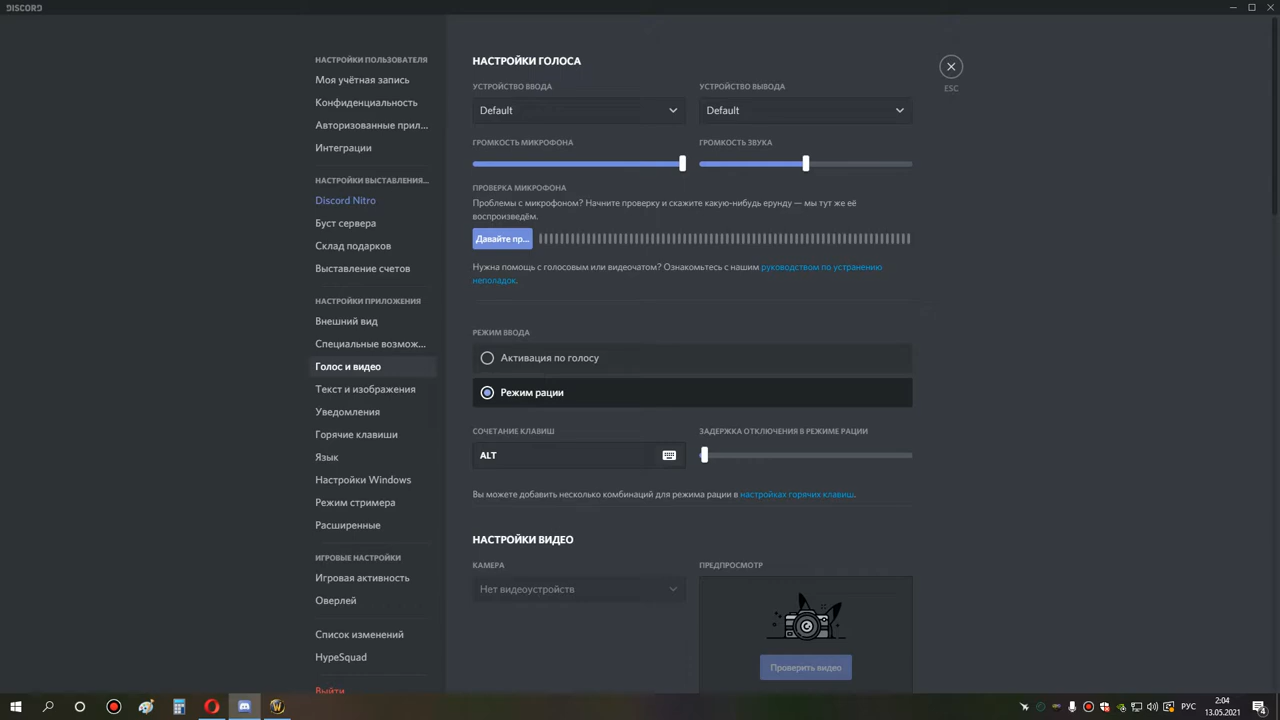 DISCORD
НАСТРОЙКИ ПОЛЬЗОВАТЕЛЯ
Моя учётная запись
Конфиденциальность
Авторизованные прил...
Интеграции
НАСТРОЙКИ ВЫСТАВЛЕНИЯ...
Discord Nitro
Буст сервера
Склад подарков
Выставление счетов
НАСТРОЙКИ ПРИЛОЖЕНИЯ
Внешний вид
Специальные возмож...
Голос и видео
Текст и изображения
Уведомления
Горячие клавиши
Язык
Настройки Windows
Режим стримера
Расширенные
ИГРОВЫЕ НАСТРОЙКИ
Игровая активность
Оверлей
Список изменений
HypeSquad
Выйти
НАСТРОЙКИ ГОЛОСА
ESC
УСТРОЙСТВО ВВОДА
УСТРОЙСТВО ВЫВОДА
Default
Default
ГРОМКОСТЬ МИКРОФОНА
ГРОМКОСТЬ ЗВУКА
ПРОВЕРКА МИКРОФОНА
Проблемы с микрофоном? Начните проверку и скажите какую-нибудь ерунду — мы тут же её
воспроизведём.
Давайте пр...
Нужна помощь с голосовым или видеочатом? Ознакомьтесь с нашим руководством по устранению
неполадок.
РЕЖИМ ВВОДА
Активация по голосу
Режим рации
СОЧЕТАНИЕ КЛАВИШ
ЗАДЕРЖКА ОТКЛЮЧЕНИЯ В РЕЖИМЕ РАЦИИ
ALT
Вы можете добавить несколько комбинаций для режима рации в настройках горячих клавиш.
НАСТРОЙКИ ВИДЕО
КАМЕРА
ПРЕДПРОСМОТР
Нет видеоустройств
Проверить видео
РУС
2:04
13.05.2021
4